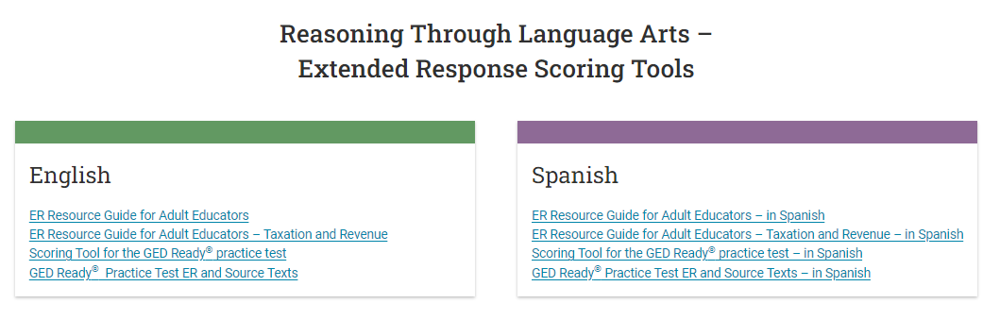 Reasoning Through Language Arts –
Extended Response Scoring Tools
English
ER Resource Guide for Adult Educators
ER Resource Guide for Adult Educators – Taxation and Revenue
Scoring Tool for the GED Ready® practice test
GED Ready® Practice Test ER and Source Texts
Spanish
ER Resource Guide for Adult Educators – in Spanish
ER Resource Guide for Adult Educators – Taxation and Revenue – in Spanish
Scoring Tool for the GED Ready® practice test – in Spanish
GED Ready® Practice Test ER and Source Texts – in Spanish